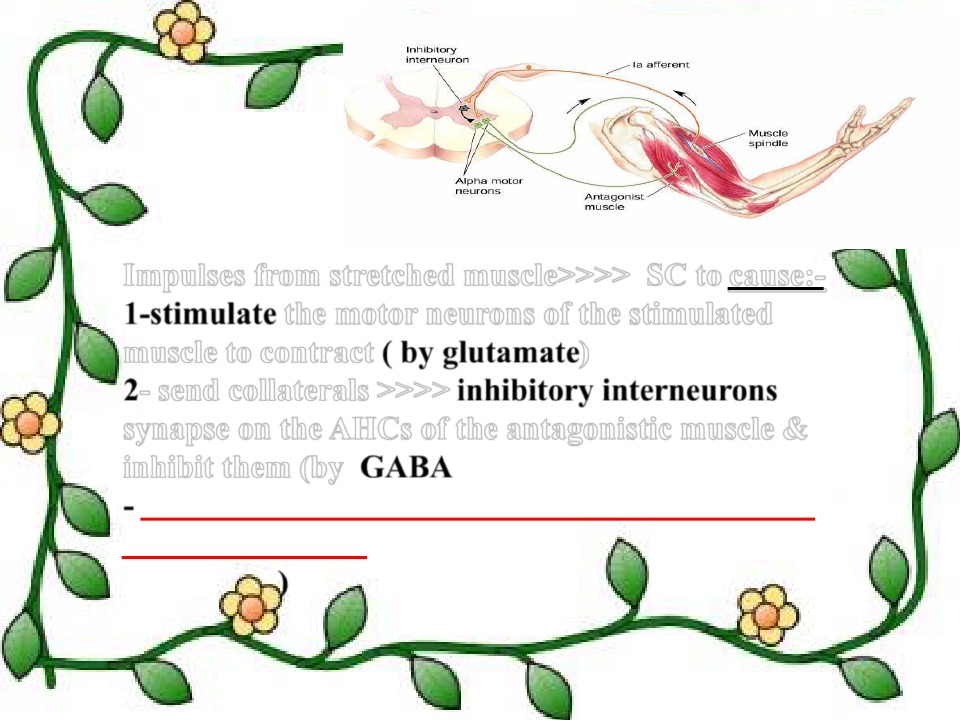 Inhibitory
interneuron
Ia afferent
Muscle
spindle
Alpha motor
neurons
Antagonist
muscle
Impulses from stretched muscle>>>> SC to cause:-
1-stimulate the motor neurons of the stimulated
muscle to contract ( by glutamate)
2- send collaterals >>>> inhibitory interneurons
synapse on the AHCs of the antagonistic muscle &
inhibit them (by GABA
-
)